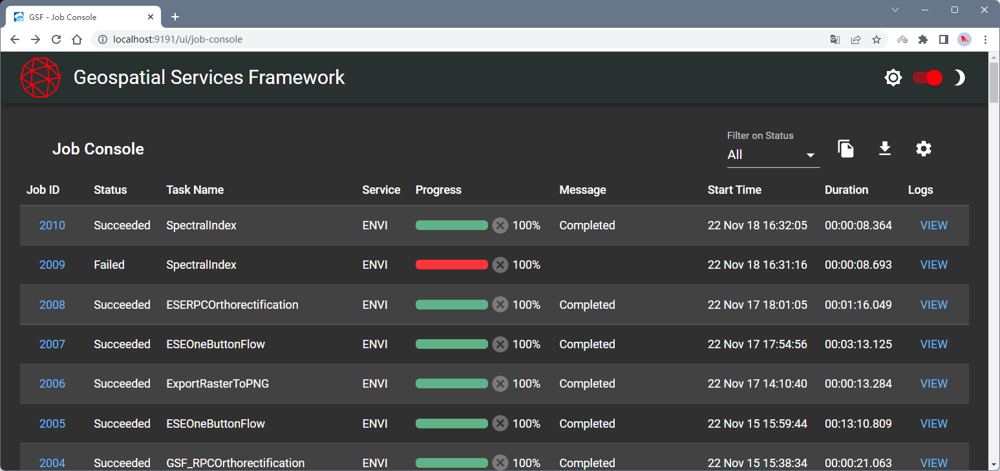 GSF - Job Console
localhost:9191/ui/job-console
Geospatial Services Framework
Job Console
Filter on Status
All
Job ID Status Task Name Service Progress Message Start Time Duration Logs
2010 Succeeded SpectralIndex ENVI 100% Completed 22 Nov 18 16:32:05 00:00:08.364 VIEW
2009 Failed SpectralIndex ENVI 100% 22 Nov 18 16:31:16 00:00:08.693 VIEW
2008 Succeeded ESERPCOrthorectification ENVI 100% Completed 22 Nov 17 18:01:05 00:01:16.049 VIEW
2007 Succeeded ESEOneButtonFlow ENVI 100% Completed 22 Nov 17 17:54:56 00:03:13.125 VIEW
2006 Succeeded ExportRasterToPNG ENVI 100% Completed 22 Nov 17 14:10:40 00:00:13.284 VIEW
2005 Succeeded ESEOneButtonFlow ENVI 100% Completed 22 Nov 15 15:59:44 00:13:10.809 VIEW
2004 Succeeded GSF_RPCOrthorectification ENVI 100% Completed 22 Nov 15 15:38:34 00:00:21.063 VIEW